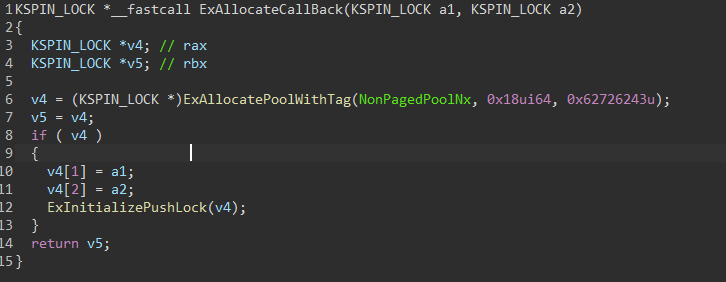 1 KSPIN_LOCK *__fastcall ExAllocateCallBack(KSPIN_LOCK a1, KSPIN_LOCK a2)
2 {
3   KSPIN_LOCK *v4; // rax
4   KSPIN_LOCK *v5; // rbx
5
6   v4 = (KSPIN_LOCK *)ExAllocatePoolWithTag(NonPagedPoolNx, 0x18ui64, 0x62726243u);
7   v5 = v4;
8   if ( v4 )
9   {
10     v4[1] = a1;
11     v4[2] = a2;
12     ExInitializePushLock(v4);
13   }
14   return v5;
15 }